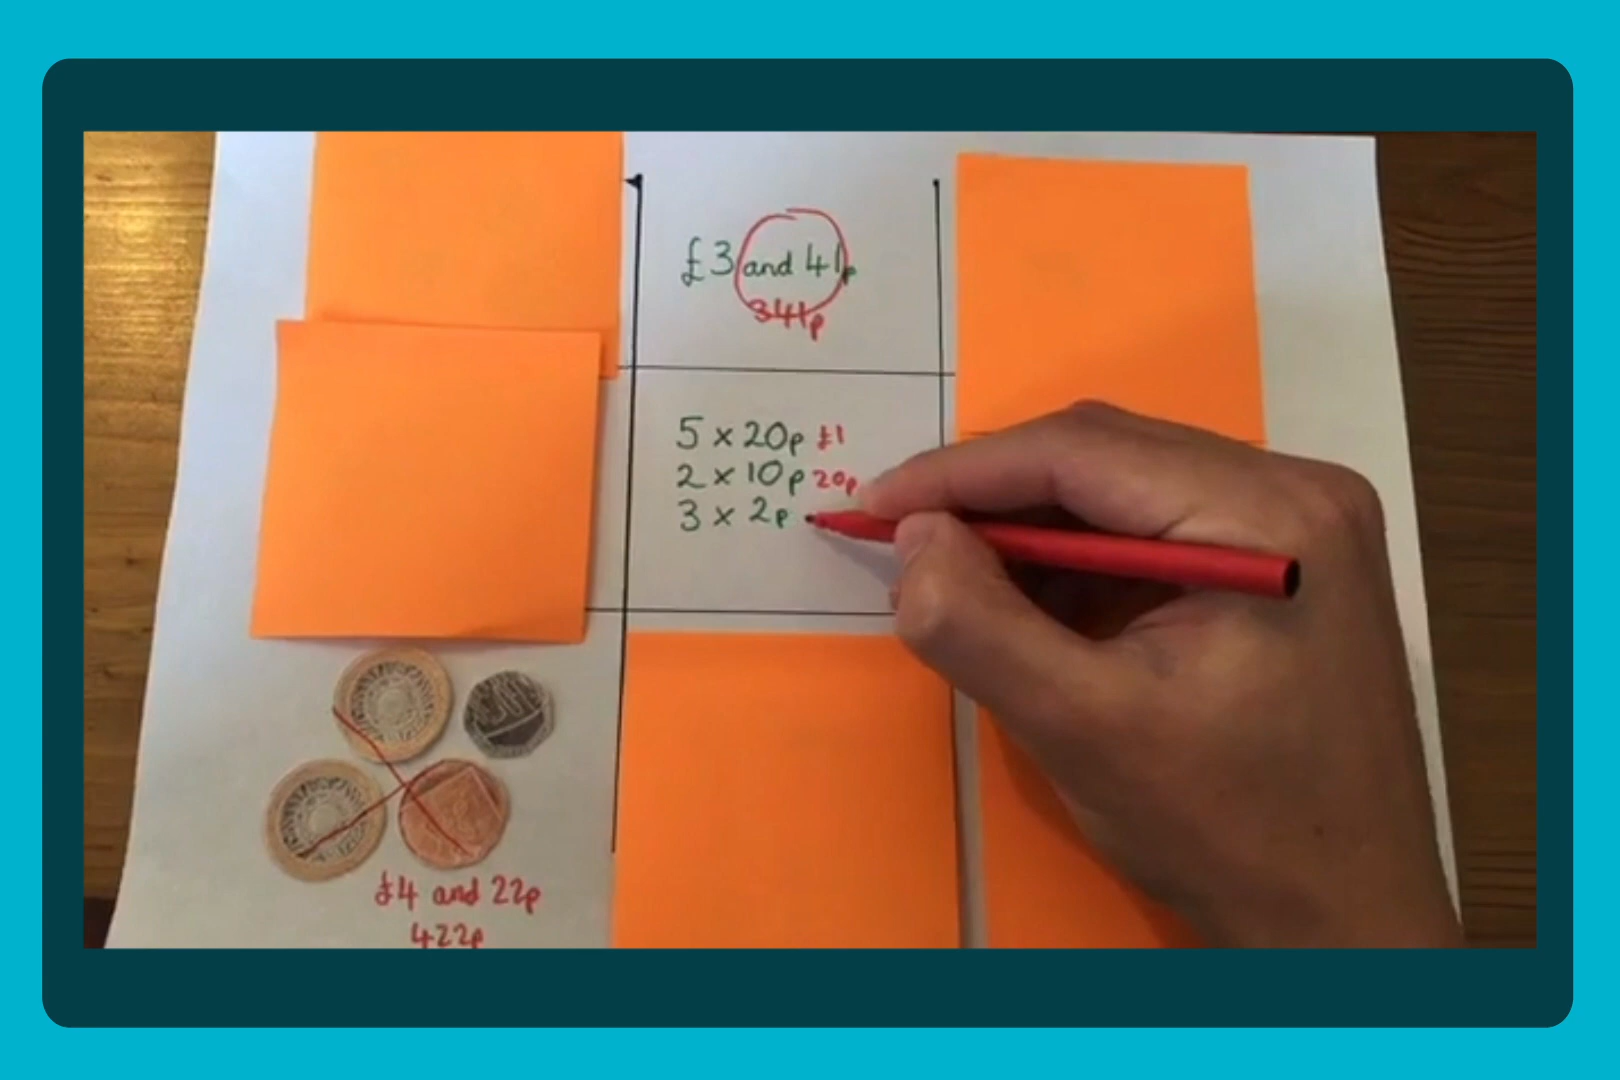 £3 and 41p
341p
5 x 20p £1
2 x 10p 20p
3 x 2p
£4 and 22p
422p